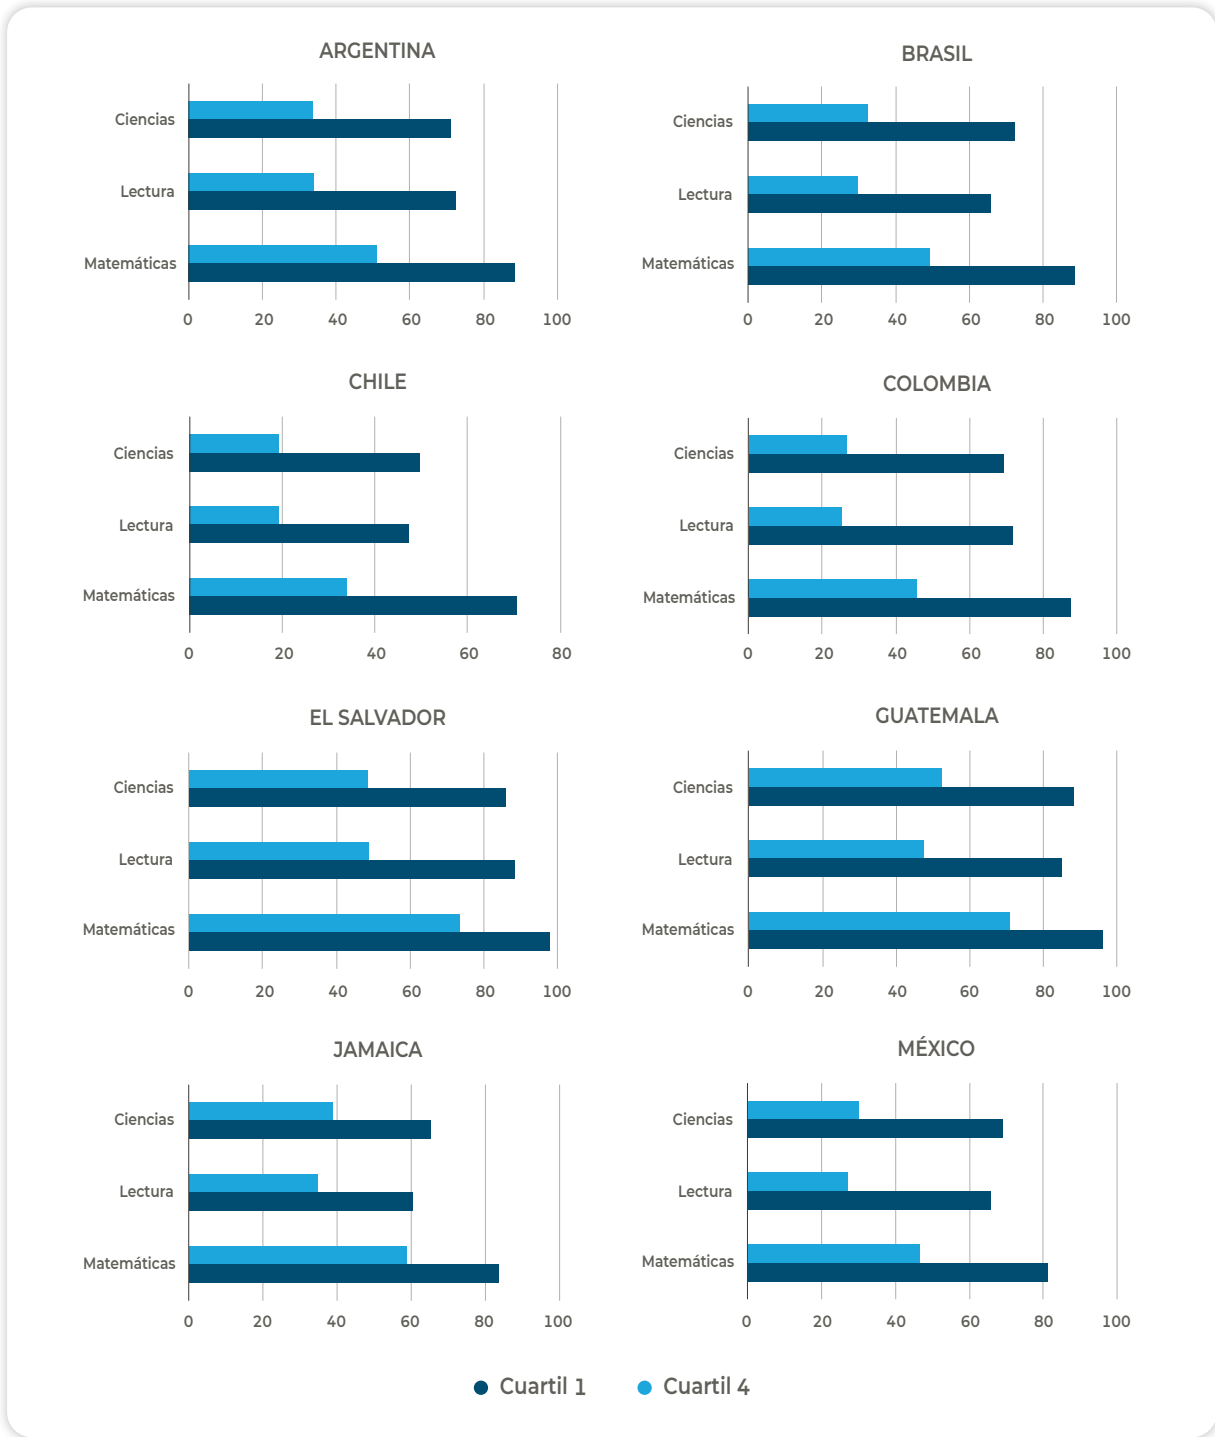 ARGENTINA
Ciencias
Lectura
Matemáticas
0 20 40 60 80 100
BRASIL
Ciencias
Lectura
Matemáticas
0 20 40 60 80 100
CHILE
Ciencias
Lectura
Matemáticas
0 20 40 60 80
COLOMBIA
Ciencias
Lectura
Matemáticas
0 20 40 60 80 100
EL SALVADOR
Ciencias
Lectura
Matemáticas
0 20 40 60 80 100
GUATEMALA
Ciencias
Lectura
Matemáticas
0 20 40 60 80 100
JAMAICA
Ciencias
Lectura
Matemáticas
0 20 40 60 80 100
MÉXICO
Ciencias
Lectura
Matemáticas
0 20 40 60 80 100
Cuartil 1 Cuartil 4